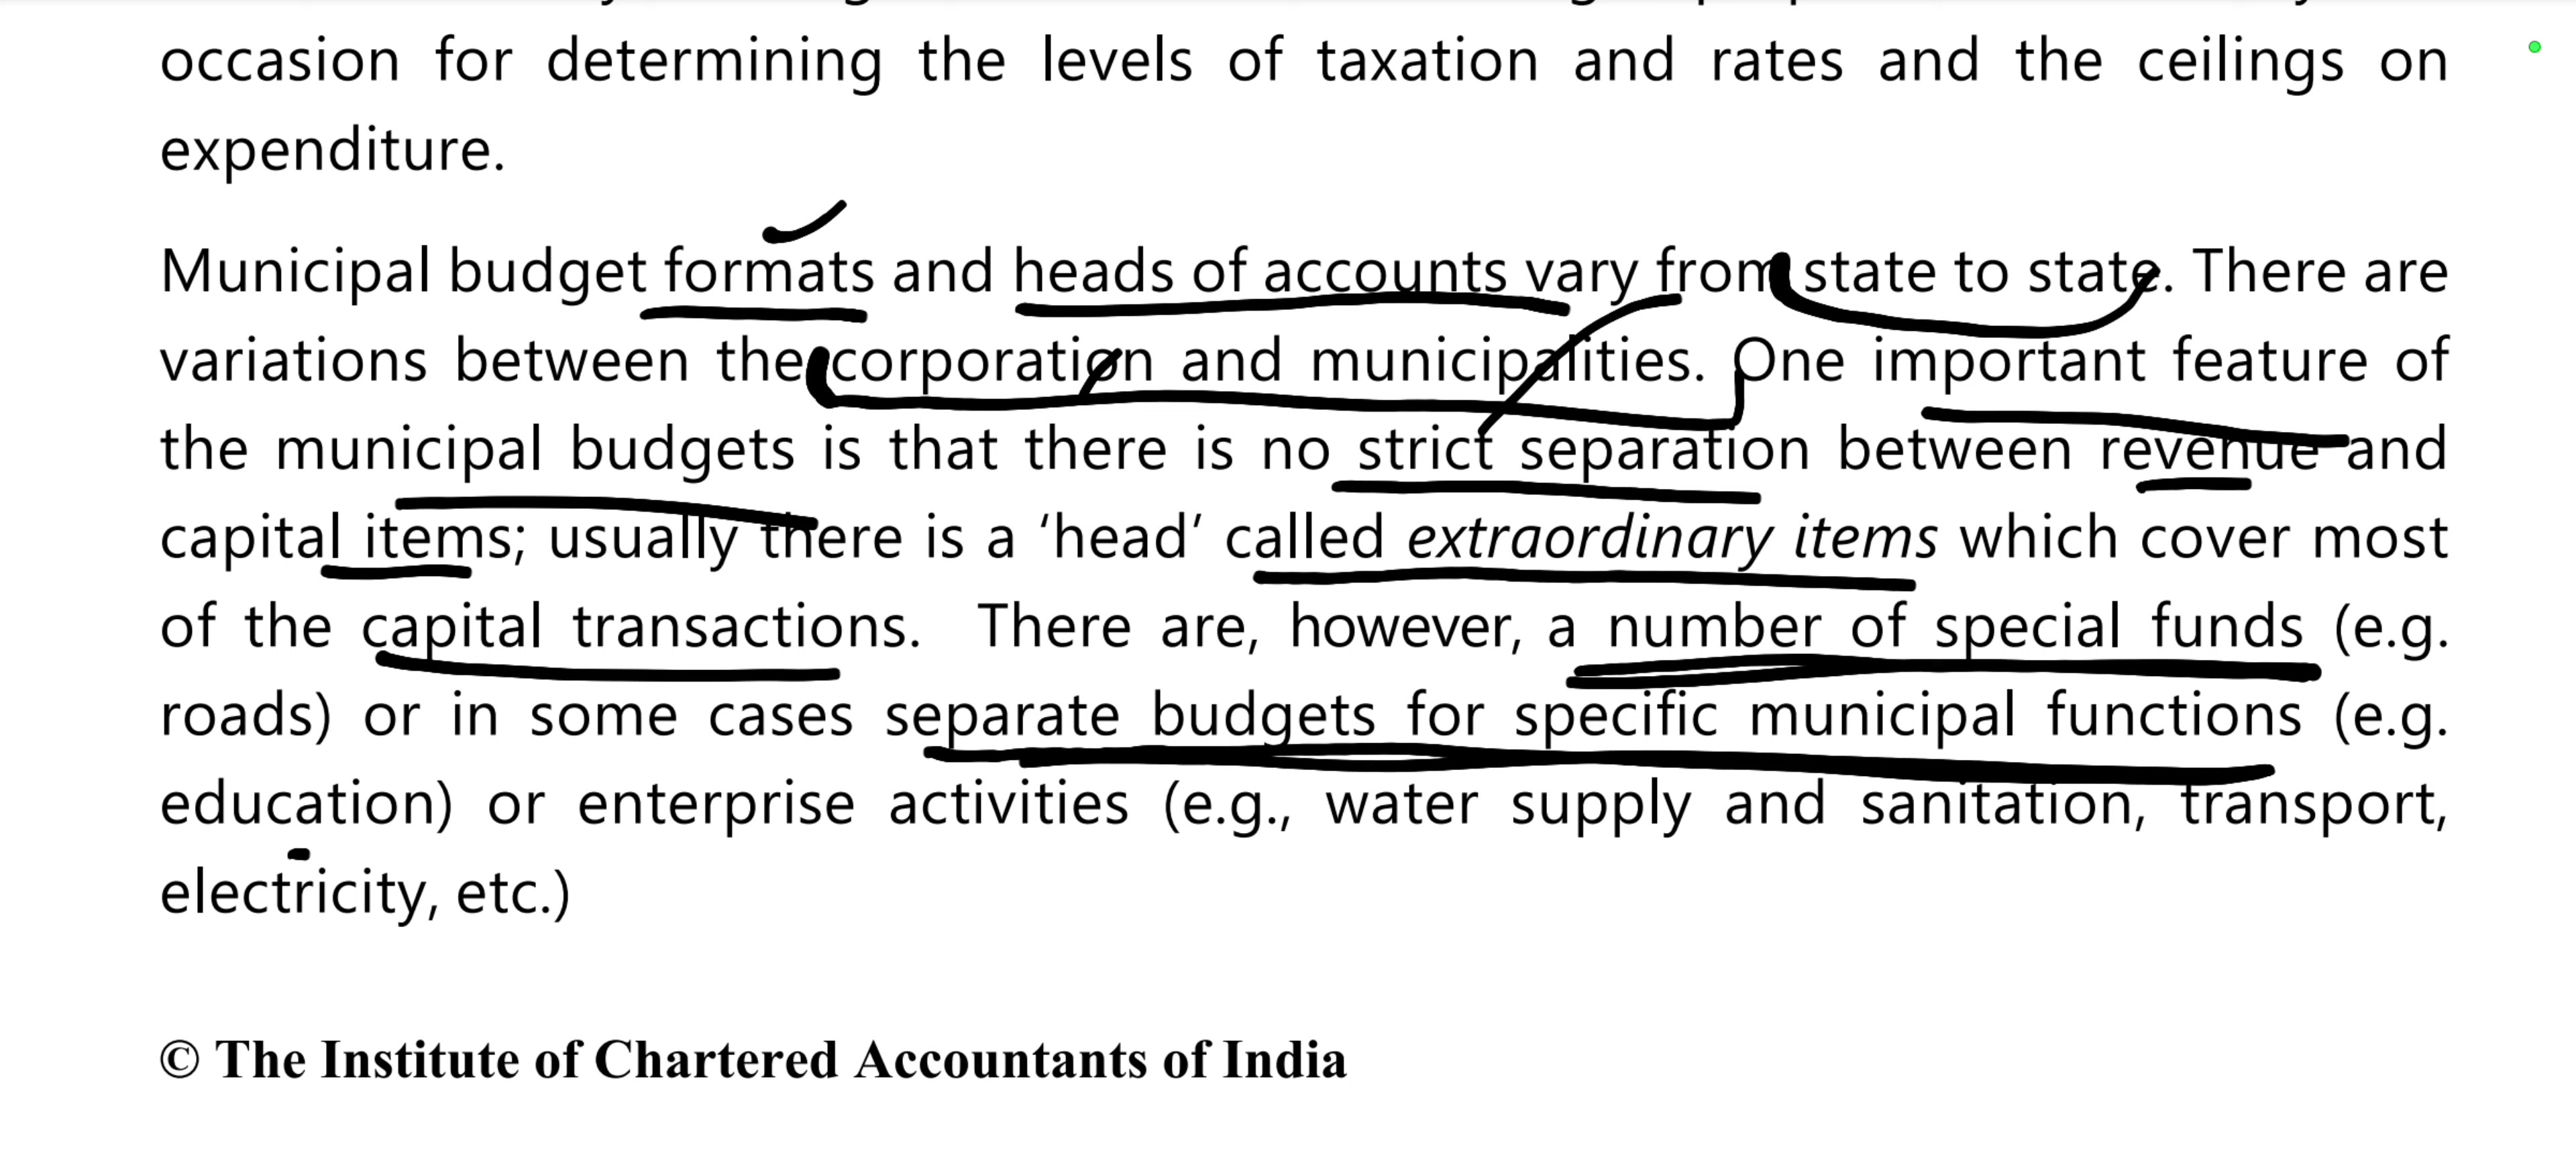 occasion for determining the levels of taxation and rates and the ceilings on
expenditure.
Municipal budget formats and heads of accounts vary from state to state. There are
variations between the corporation and municipalities. One important feature of
the municipal budgets is that there is no strict separation between revenue and
capital items; usually there is a ‘head’ called extraordinary items which cover most
of the capital transactions. There are, however, a number of special funds (e.g.
roads) or in some cases separate budgets for specific municipal functions (e.g.
education) or enterprise activities (e.g., water supply and sanitation, transport,
electricity, etc.)
© The Institute of Chartered Accountants of India